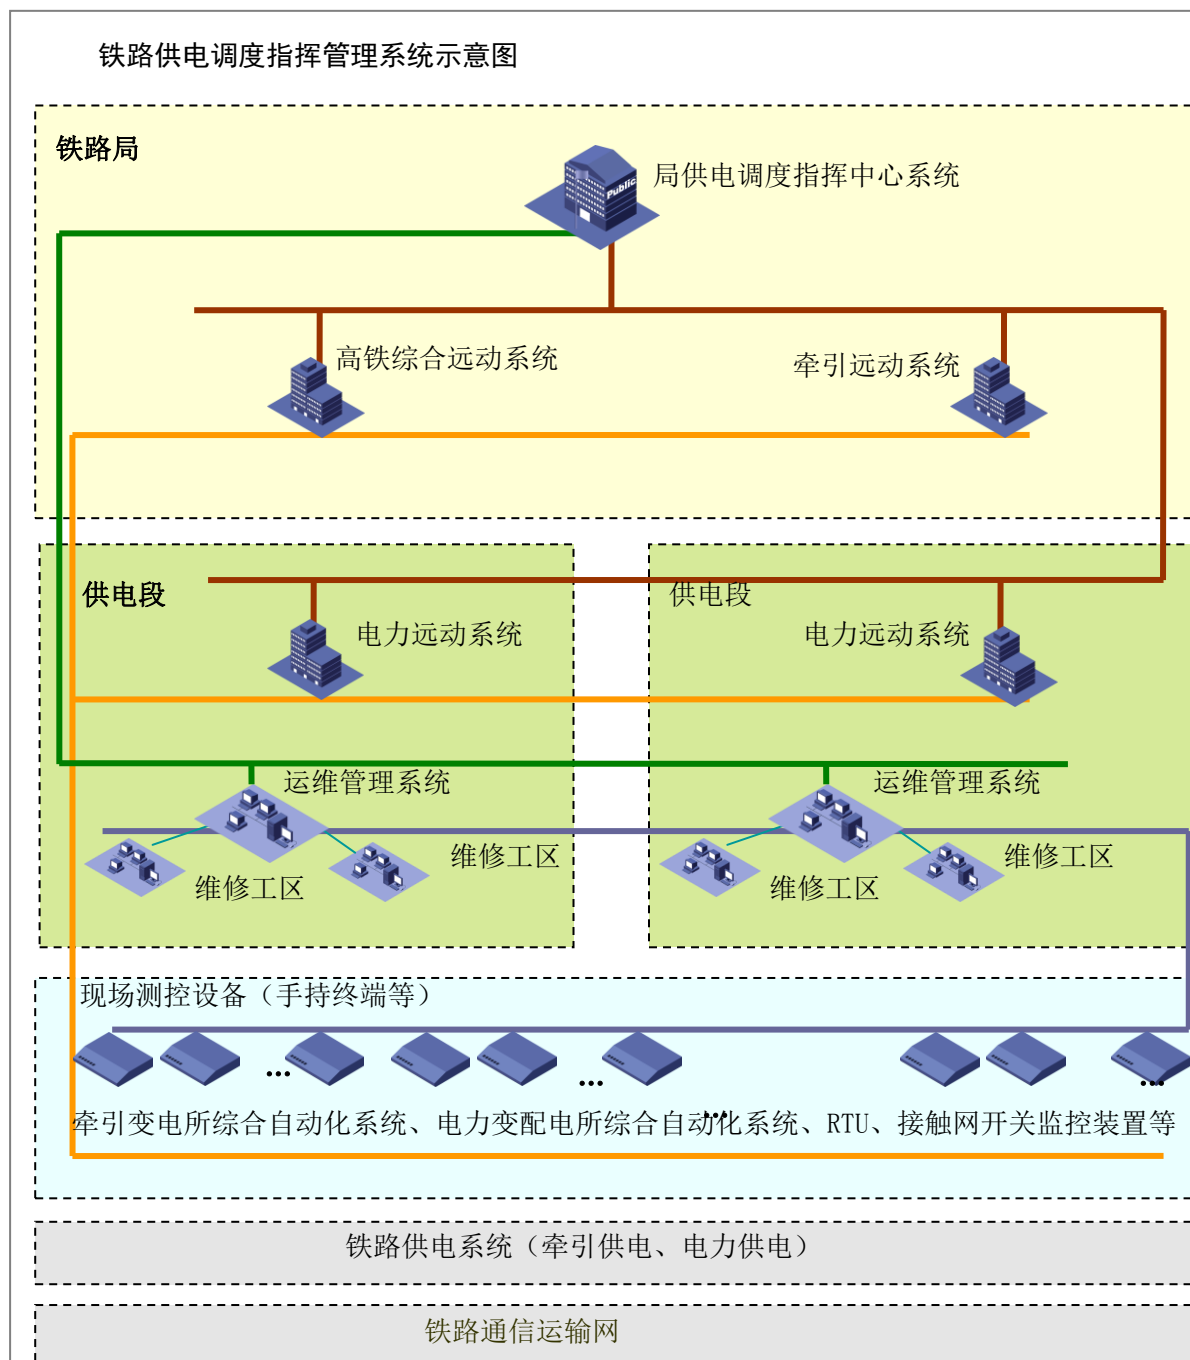 铁路供电调度指挥管理系统示意图
铁路局
Public
局供电调度指挥中心系统
高铁综合远动系统
牵引远动系统
供电段
供电段
电力远动系统
电力远动系统
运维管理系统
运维管理系统
维修工区
维修工区
维修工区
维修工区
现场测控设备（手持终端等）
...
...
...
...
牵引变电所综合自动化系统、电力变配电所综合自动化系统、RTU、接触网开关监控装置等
铁路供电系统（牵引供电、电力供电）
铁路通信运输网